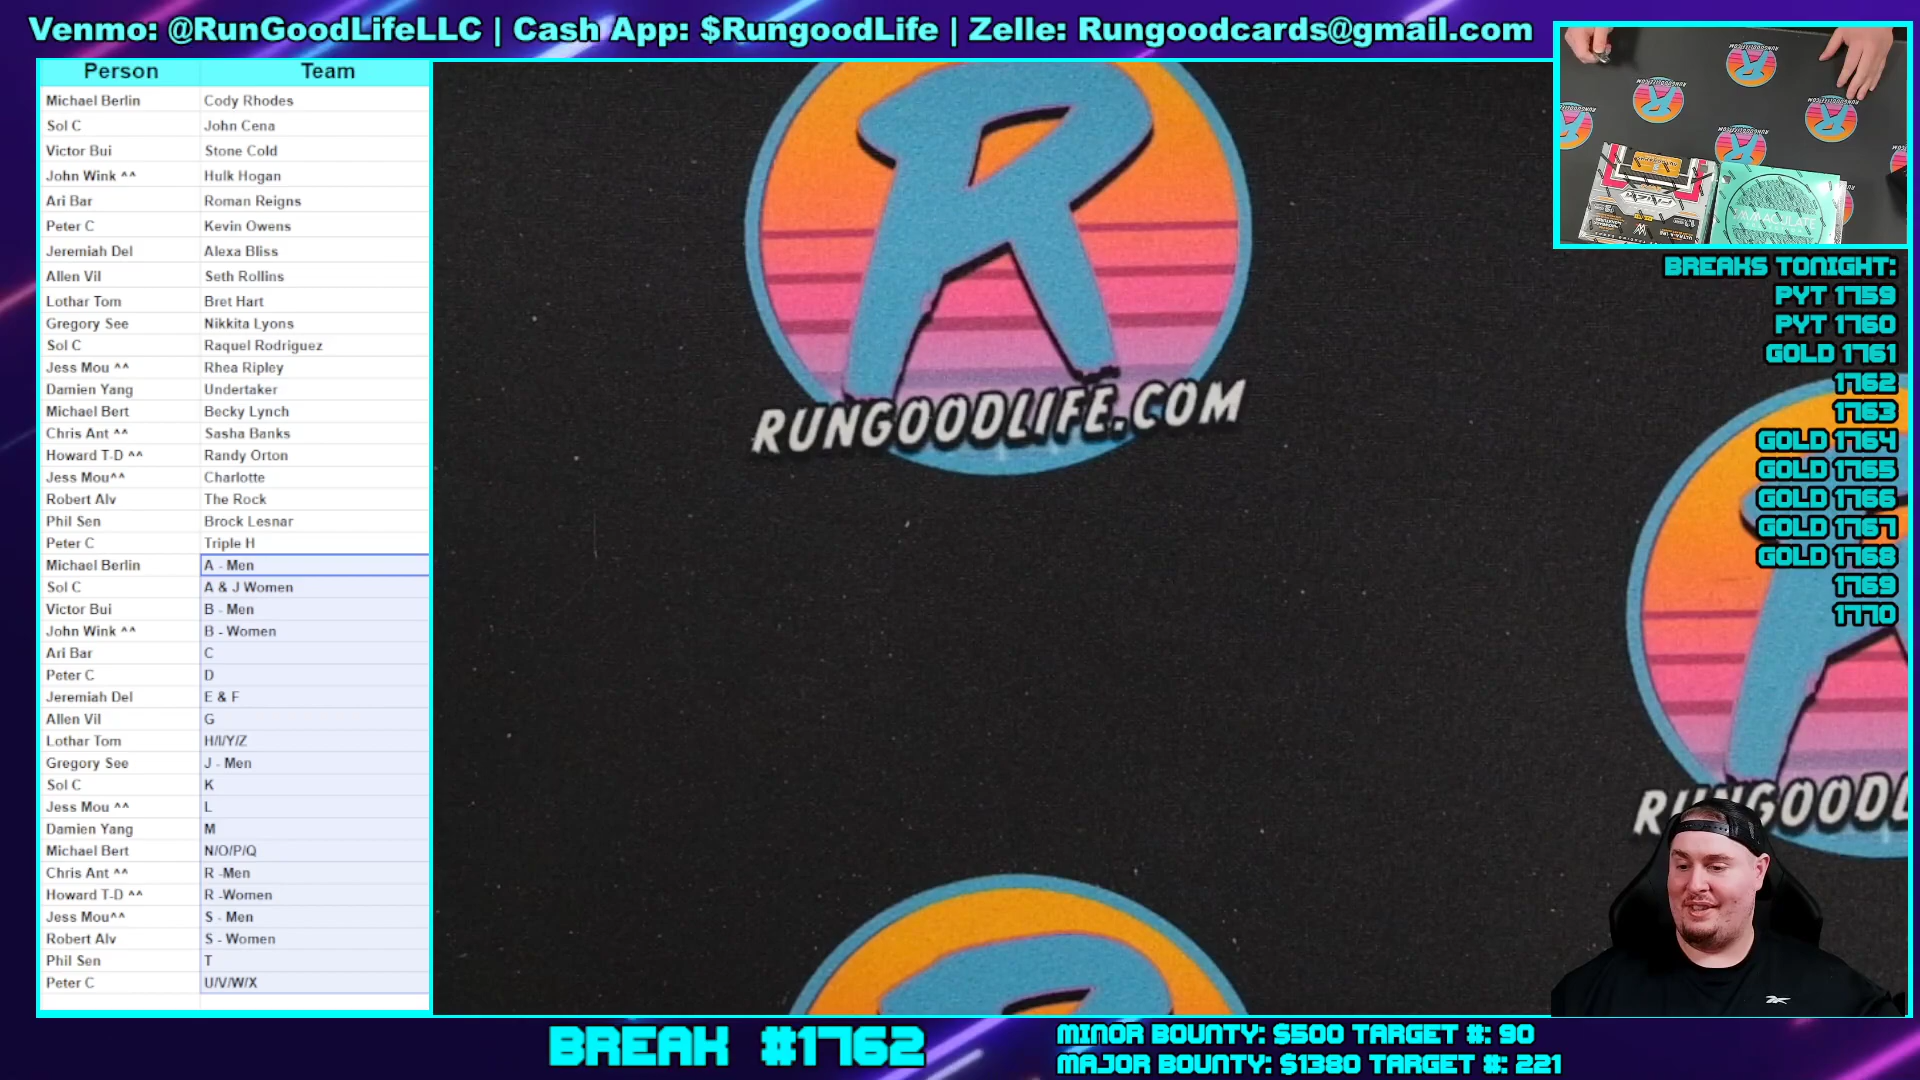 Venmo: @RunGoodLifeLLC | Cash App: $RungoodLife | Zelle: Rungoodcards@gmail.com
Person Team
Michael Berlin Cody Rhodes
Sol C John Cena
Victor Bui Stone Cold
John Wink ^^ Hulk Hogan
Ari Bar Roman Reigns
Peter C Kevin Owens
Jeremiah Del Alexa Bliss
Allen Vil Seth Rollins
Lothar Tom Bret Hart
Gregory See Nikkita Lyons
Sol C Raquel Rodriguez
Jess Mou ^^ Rhea Ripley
Damien Yang Undertaker
Michael Bert Becky Lynch
Chris Ant ^^ Sasha Banks
Howard T-D ^^ Randy Orton
Jess Mou^^ Charlotte
Robert Alv The Rock
Phil Sen Brock Lesnar
Peter C Triple H
Michael Berlin A - Men
Sol C A & J Women
Victor Bui B - Men
John Wink ^^ B - Women
Ari Bar C
Peter C D
Jeremiah Del E & F
Allen Vil G
Lothar Tom H/I/Y/Z
Gregory See J - Men
Sol C K
Jess Mou ^^ L
Damien Yang M
Michael Bert N/O/P/Q
Chris Ant ^^ R -Men
Howard T-D ^^ R -Women
Jess Mou^^ S - Men
Robert Alv S - Women
Phil Sen T
Peter C U/V/W/X
R
RUNGOODLIFE.COM
RUNGOODL
IMMACULATE
BREAKS TONIGHT:
PYT 1759
PYT 1760
GOLD 1761
1762
1763
GOLD 1764
GOLD 1765
GOLD 1766
GOLD 1767
GOLD 1768
1769
1770
BREAK #1762
MINOR BOUNTY: $500 TARGET #: 90
MAJOR BOUNTY: $1380 TARGET #: 221